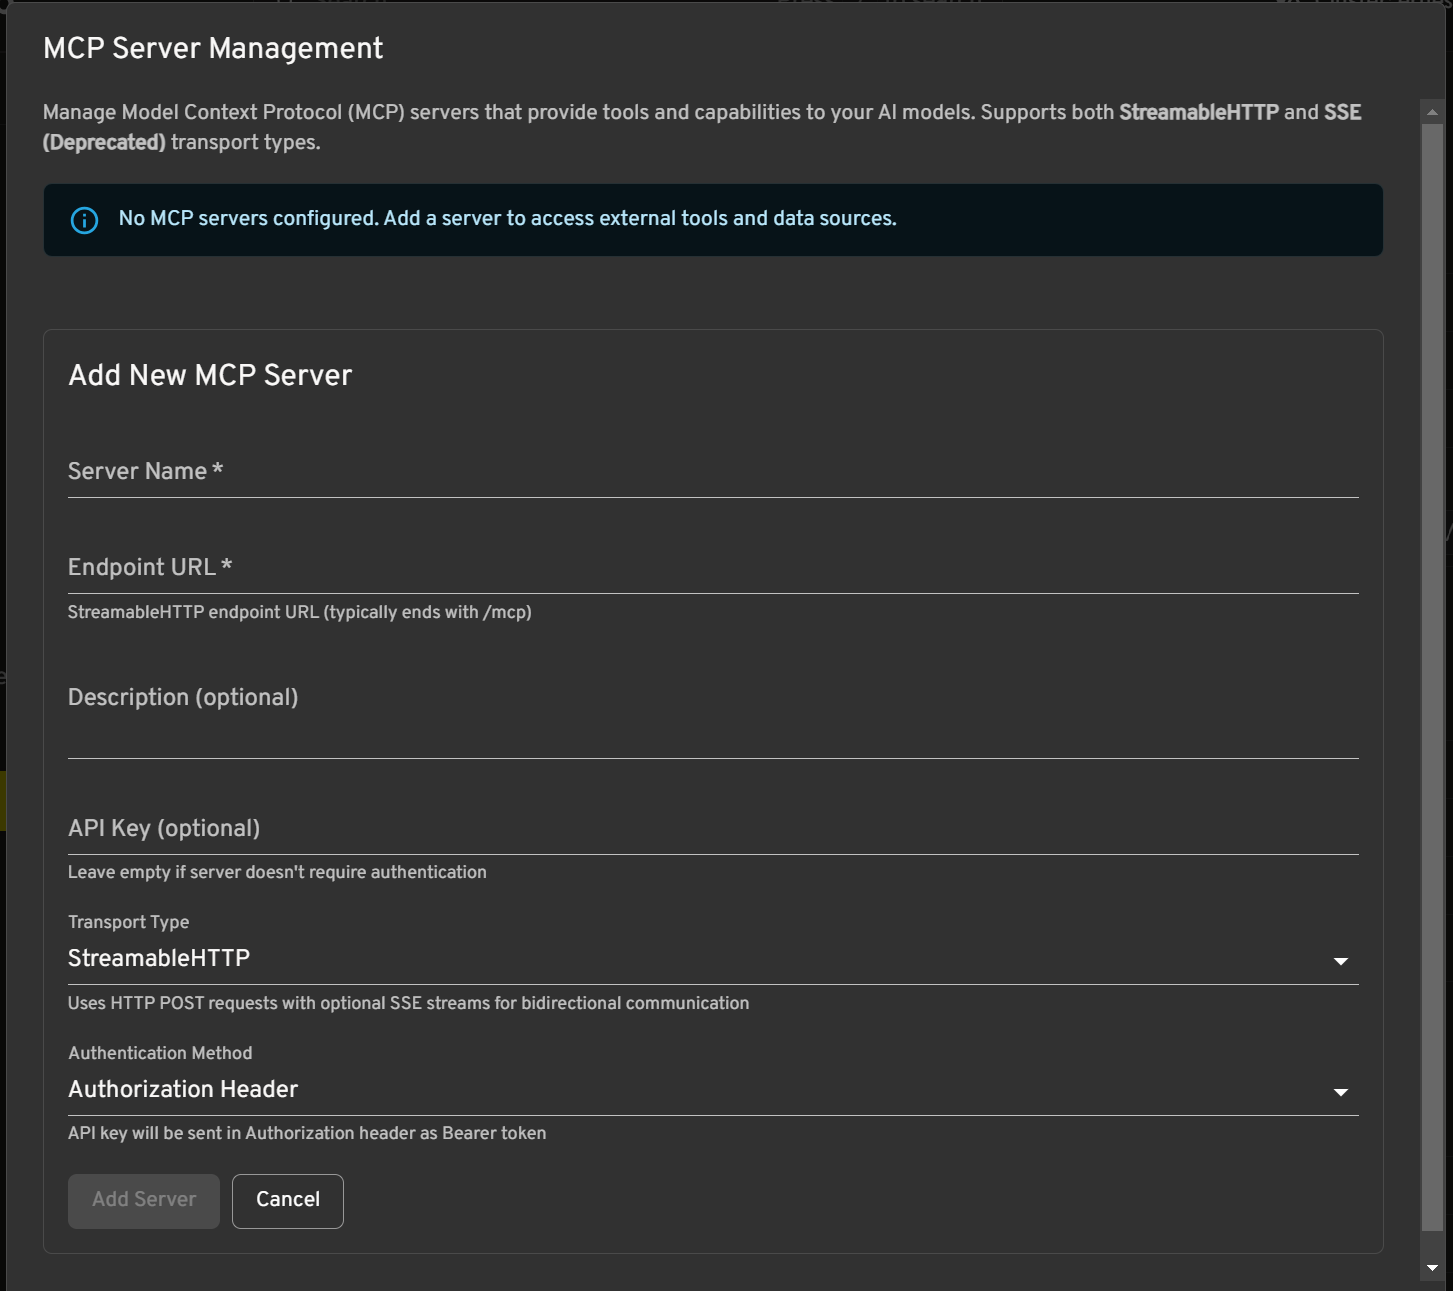 MCP Server Management
Manage Model Context Protocol (MCP) servers that provide tools and capabilities to your AI models. Supports both StreamableHTTP and SSE
(Deprecated) transport types.
No MCP servers configured. Add a server to access external tools and data sources.
Add New MCP Server
Server Name *
Endpoint URL *
StreamableHTTP endpoint URL (typically ends with /mcp)
Description (optional)
API Key (optional)
Leave empty if server doesn't require authentication
Transport Type
StreamableHTTP
Uses HTTP POST requests with optional SSE streams for bidirectional communication
Authentication Method
Authorization Header
API key will be sent in Authorization header as Bearer token
Add Server
Cancel